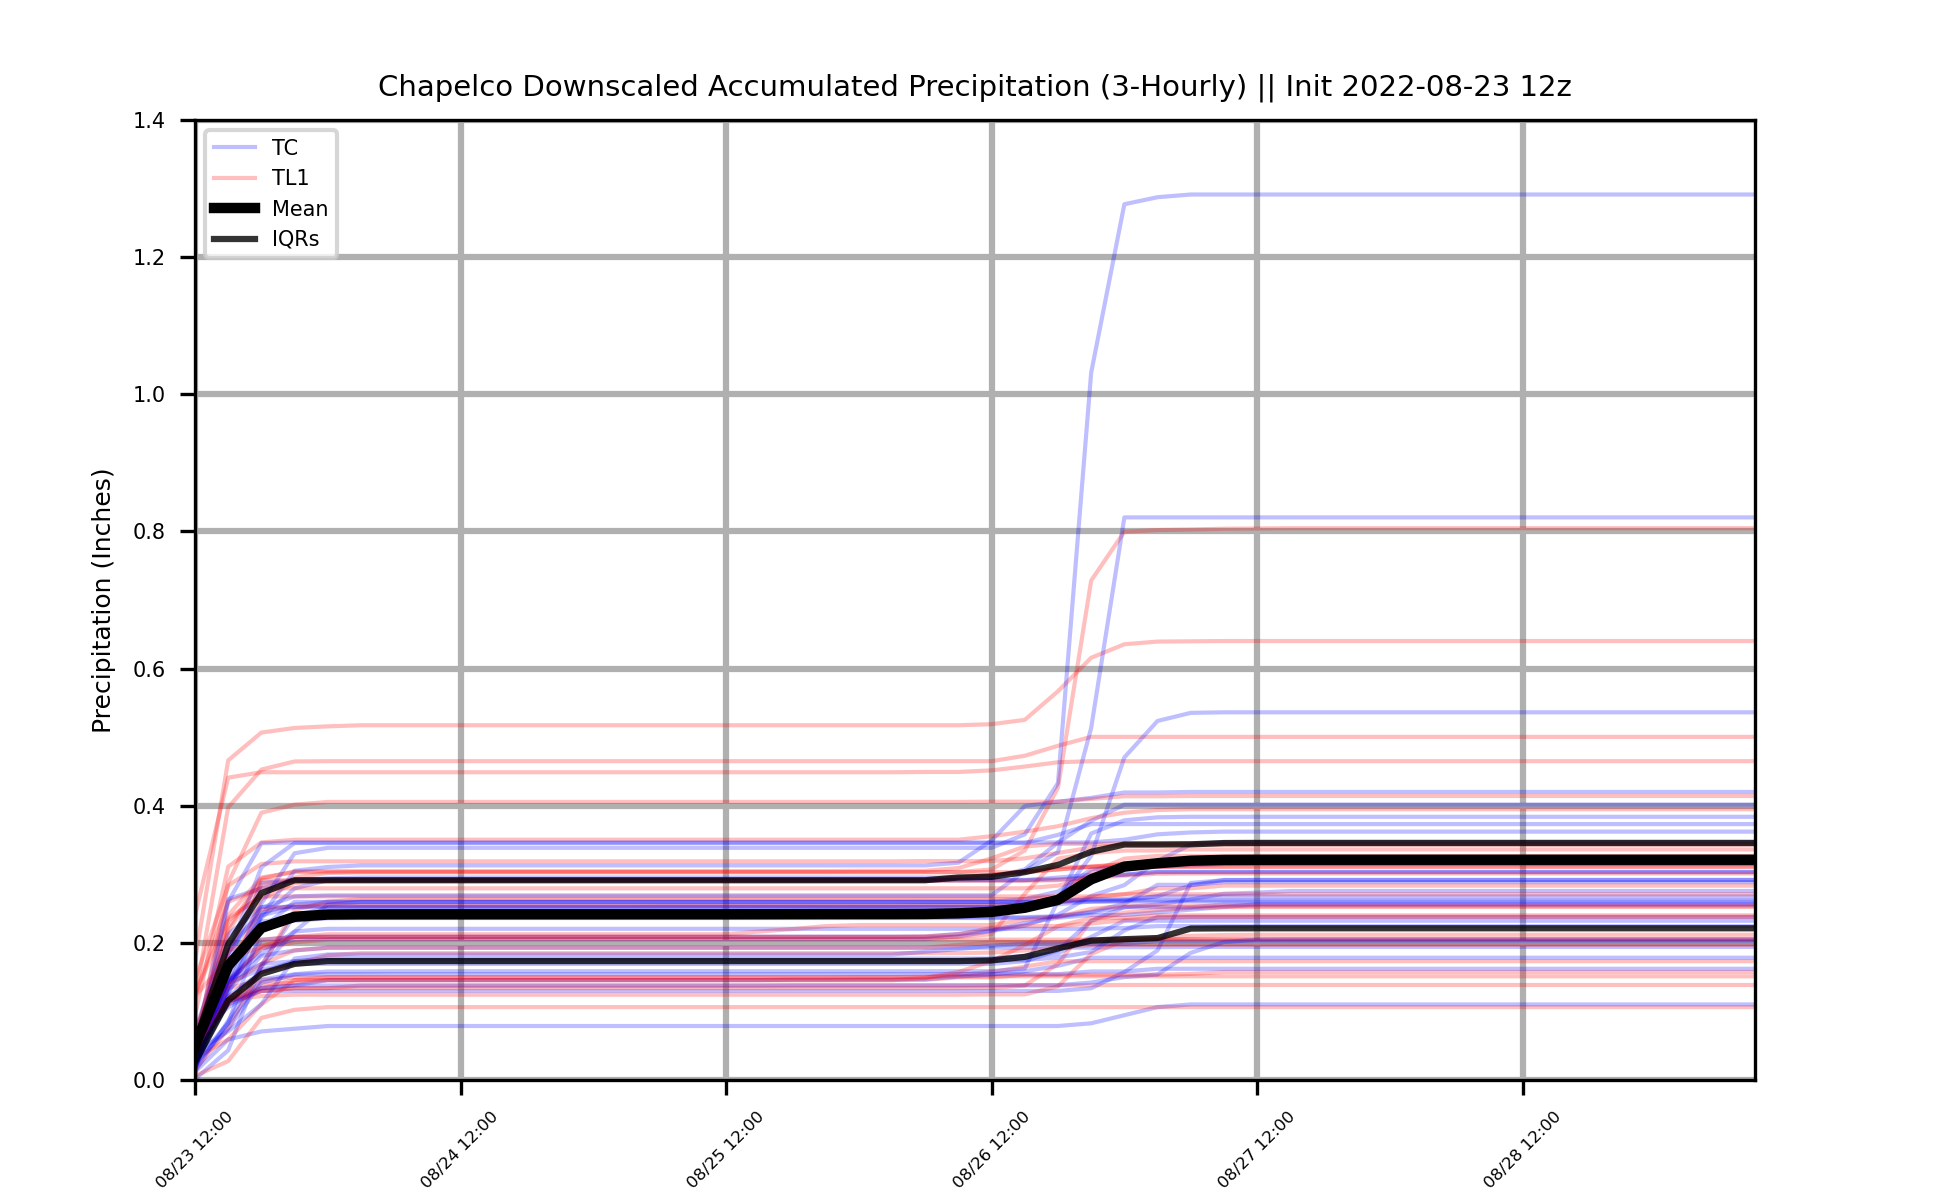 Chapelco Downscaled Accumulated Precipitation (3-Hourly) || Init 2022-08-23 12z
Precipitation (Inches)
1.4
1.2
1.0
0.8
0.6
0.4
0.2
0.0
TC
TL1
Mean
IQRs
08/23 12:00
08/24 12:00
08/25 12:00
08/26 12:00
08/27 12:00
08/28 12:00